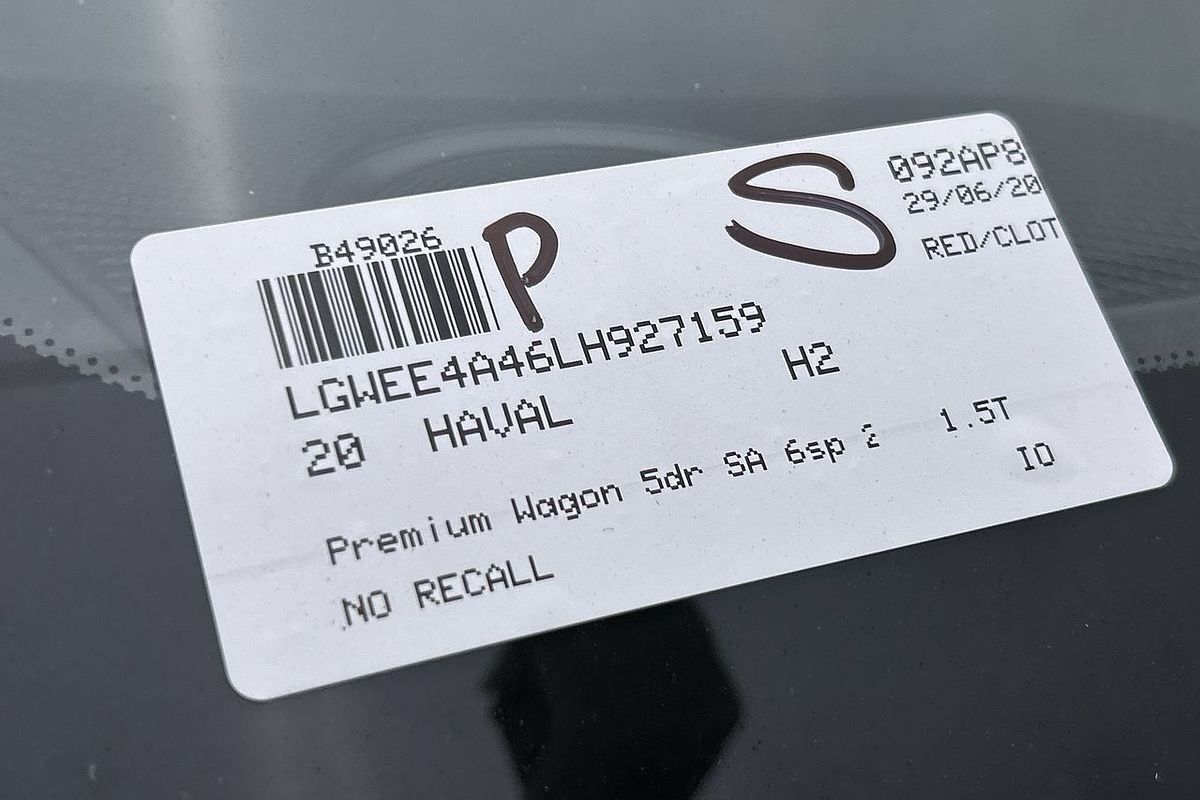 B49026 P S 092AP8
29/06/20
RED/CLOT
LGWEE4A46LH927159
20 HAVAL H2
Premium Wagon 5dr SA 6sp 2 1.5T
IO
NO RECALL